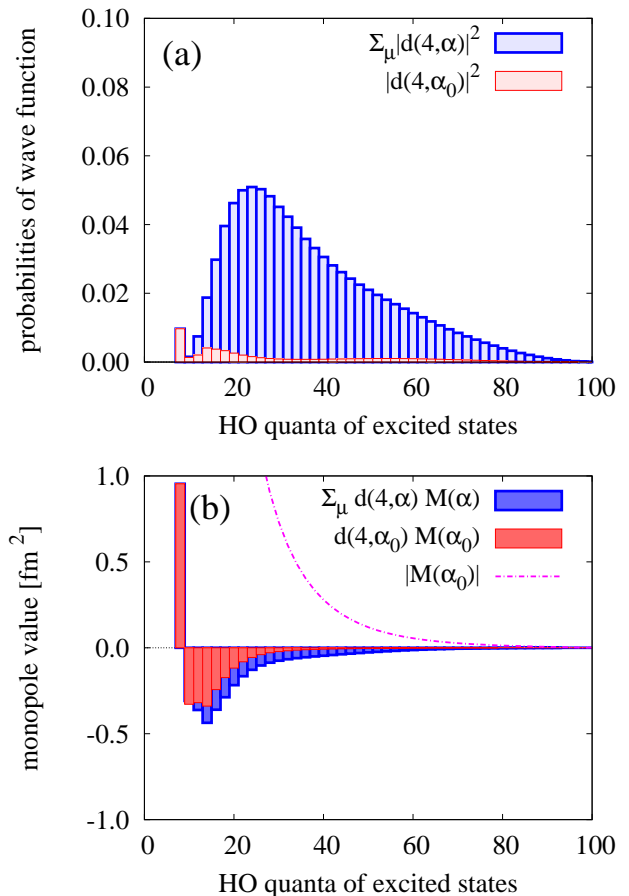 0.10
0.08
0.06
0.04
0.02
0.00
probabilities of wave function
(a)
Σμ|d(4,α)|²
|d(4,α₀)|²
0 20 40 60 80 100
HO quanta of excited states
1.0
0.5
0.0
-0.5
-1.0
monopole value [fm ²]
(b)
Σμ d(4,α) M(α)
d(4,α₀) M(α₀)
|M(α₀)|
0 20 40 60 80 100
HO quanta of excited states